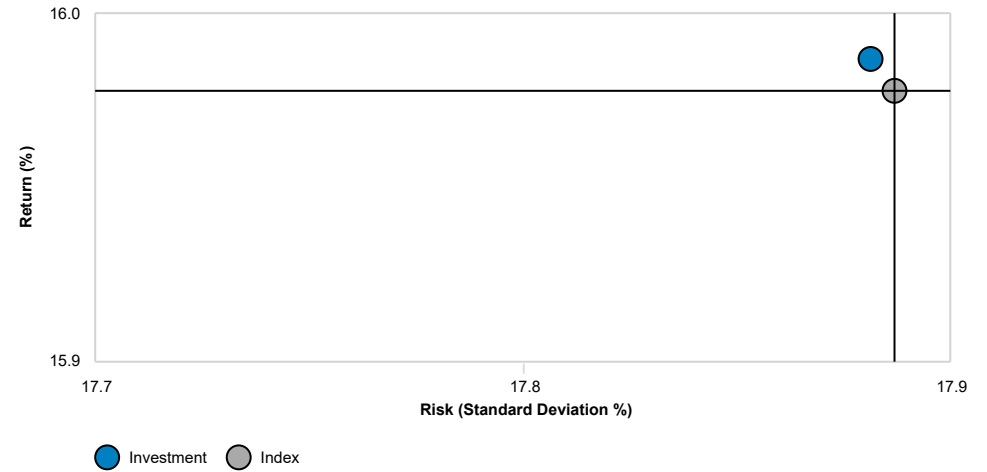 16.0
Return (%)
15.9
17.7 17.8 17.9
Risk (Standard Deviation %)
Investment Index